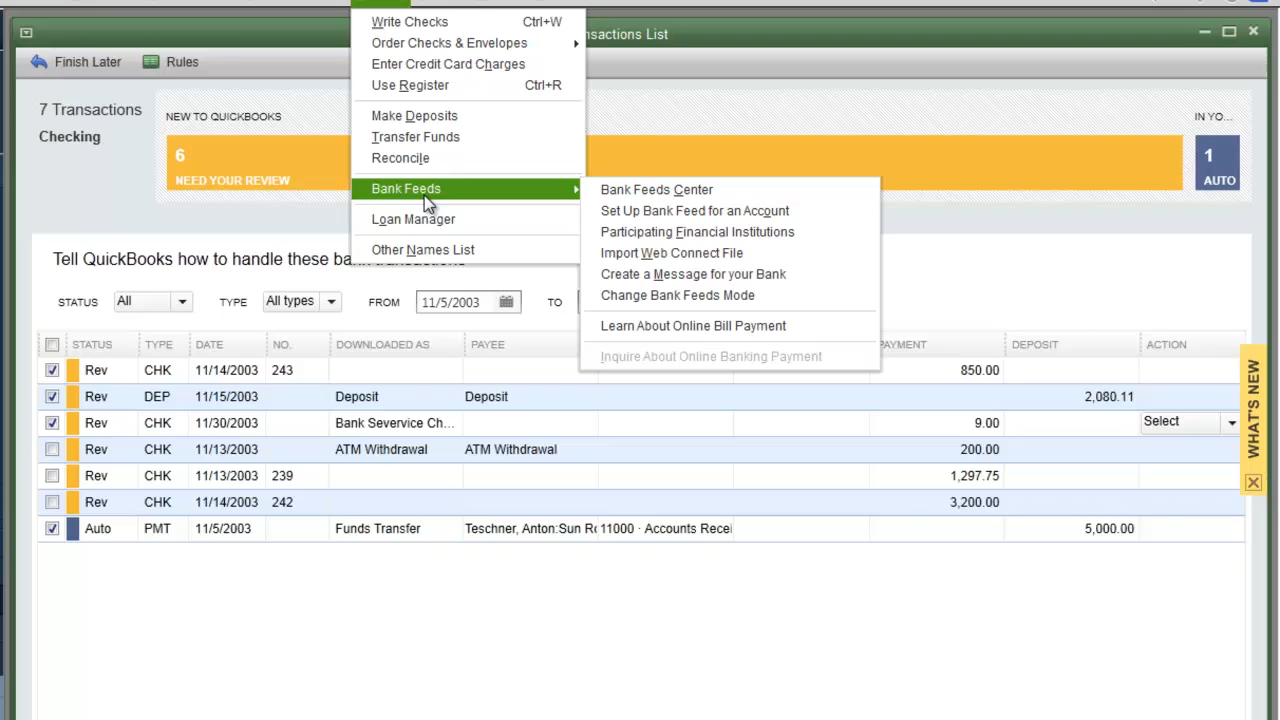 Write Checks Ctrl+W
Order Checks & Envelopes
Enter Credit Card Charges
Use Register Ctrl+R
Make Deposits
Transfer Funds
Reconcile
Bank Feeds
Loan Manager
Other Names List
Bank Feeds Center
Set Up Bank Feed for an Account
Participating Financial Institutions
Import Web Connect File
Create a Message for your Bank
Change Bank Feeds Mode
Learn About Online Bill Payment
Inquire About Online Banking Payment
nsactions List
Finish Later Rules
7 Transactions
Checking
NEW TO QUICKBOOKS
6
NEED YOUR REVIEW
IN YO...
1
AUTO
Tell QuickBooks how to handle these bank transactions
STATUS All TYPE All types FROM 11/5/2003 TO
STATUS TYPE DATE NO. DOWNLOADED AS PAYEE PAYMENT DEPOSIT ACTION
Rev CHK 11/14/2003 243 850.00
Rev DEP 11/15/2003 Deposit Deposit 2,080.11
Rev CHK 11/30/2003 Bank Severvice Ch... 9.00 Select
Rev CHK 11/13/2003 ATM Withdrawal ATM Withdrawal 200.00
Rev CHK 11/13/2003 239 1,297.75
Rev CHK 11/14/2003 242 3,200.00
Auto PMT 11/5/2003 Funds Transfer Teschner, Anton:Sun Ro 11000 · Accounts Recei 5,000.00
WHAT'S NEW